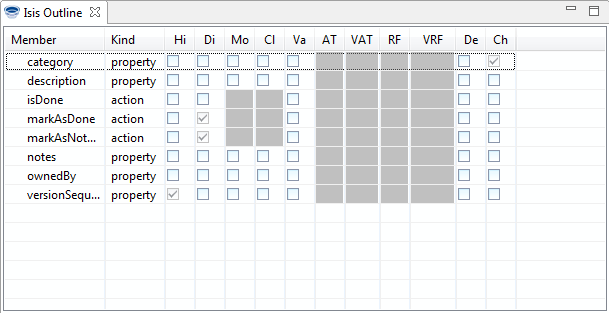 Isis Outline
Member Kind Hi Di Mo Cl Va AT VAT RF VRF De Ch
category property
description property
isDone action
markAsDone action
markAsNot... action
notes property
ownedBy property
versionSequ... property